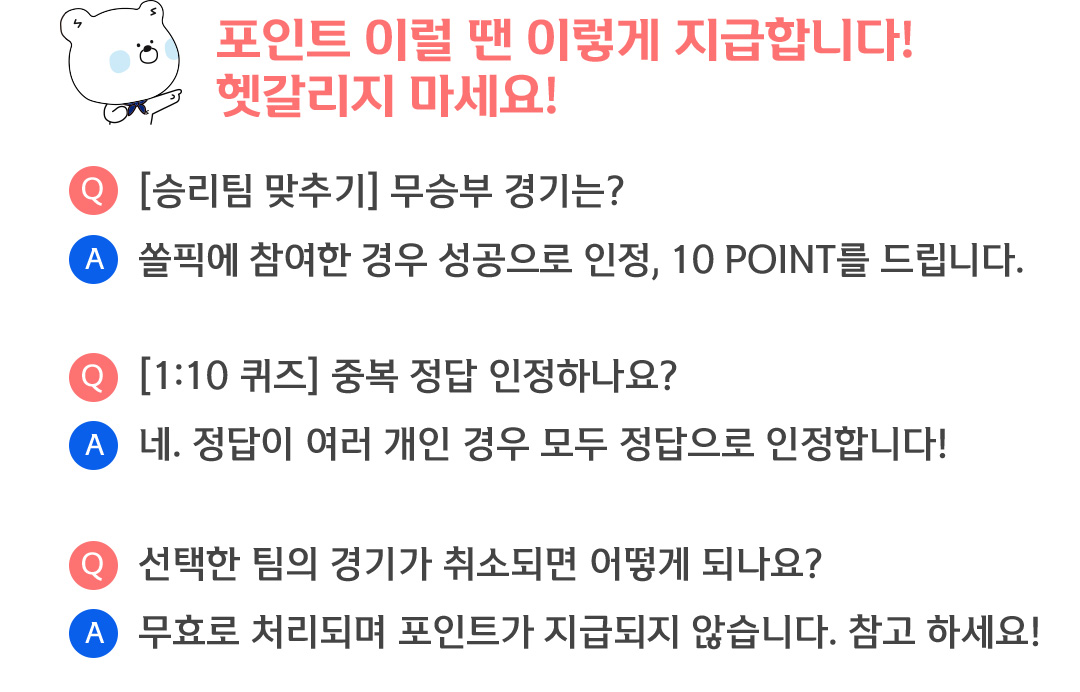 포인트 이럴 땐 이렇게 지급합니다!
헷갈리지 마세요!
Q [승리팀 맞추기] 무승부 경기는?
A 쏠픽에 참여한 경우 성공으로 인정, 10 POINT를 드립니다.
Q [1:10 퀴즈] 중복 정답 인정하나요?
A 네. 정답이 여러 개인 경우 모두 정답으로 인정합니다!
Q 선택한 팀의 경기가 취소되면 어떻게 되나요?
A 무효로 처리되며 포인트가 지급되지 않습니다. 참고 하세요!